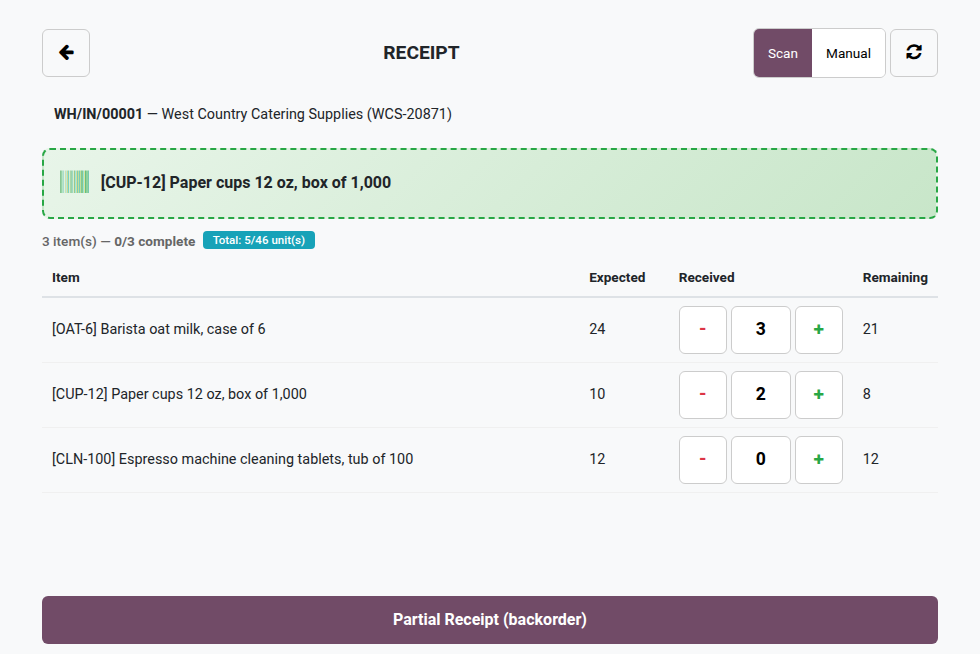 RECEIPT
Scan
Manual
WH/IN/00001 — West Country Catering Supplies (WCS-20871)
[CUP-12] Paper cups 12 oz, box of 1,000
3 item(s) — 0/3 complete Total: 5/46 unit(s)
Item Expected Received Remaining
[OAT-6] Barista oat milk, case of 6 24 - 3 + 21
[CUP-12] Paper cups 12 oz, box of 1,000 10 - 2 + 8
[CLN-100] Espresso machine cleaning tablets, tub of 100 12 - 0 + 12
Partial Receipt (backorder)